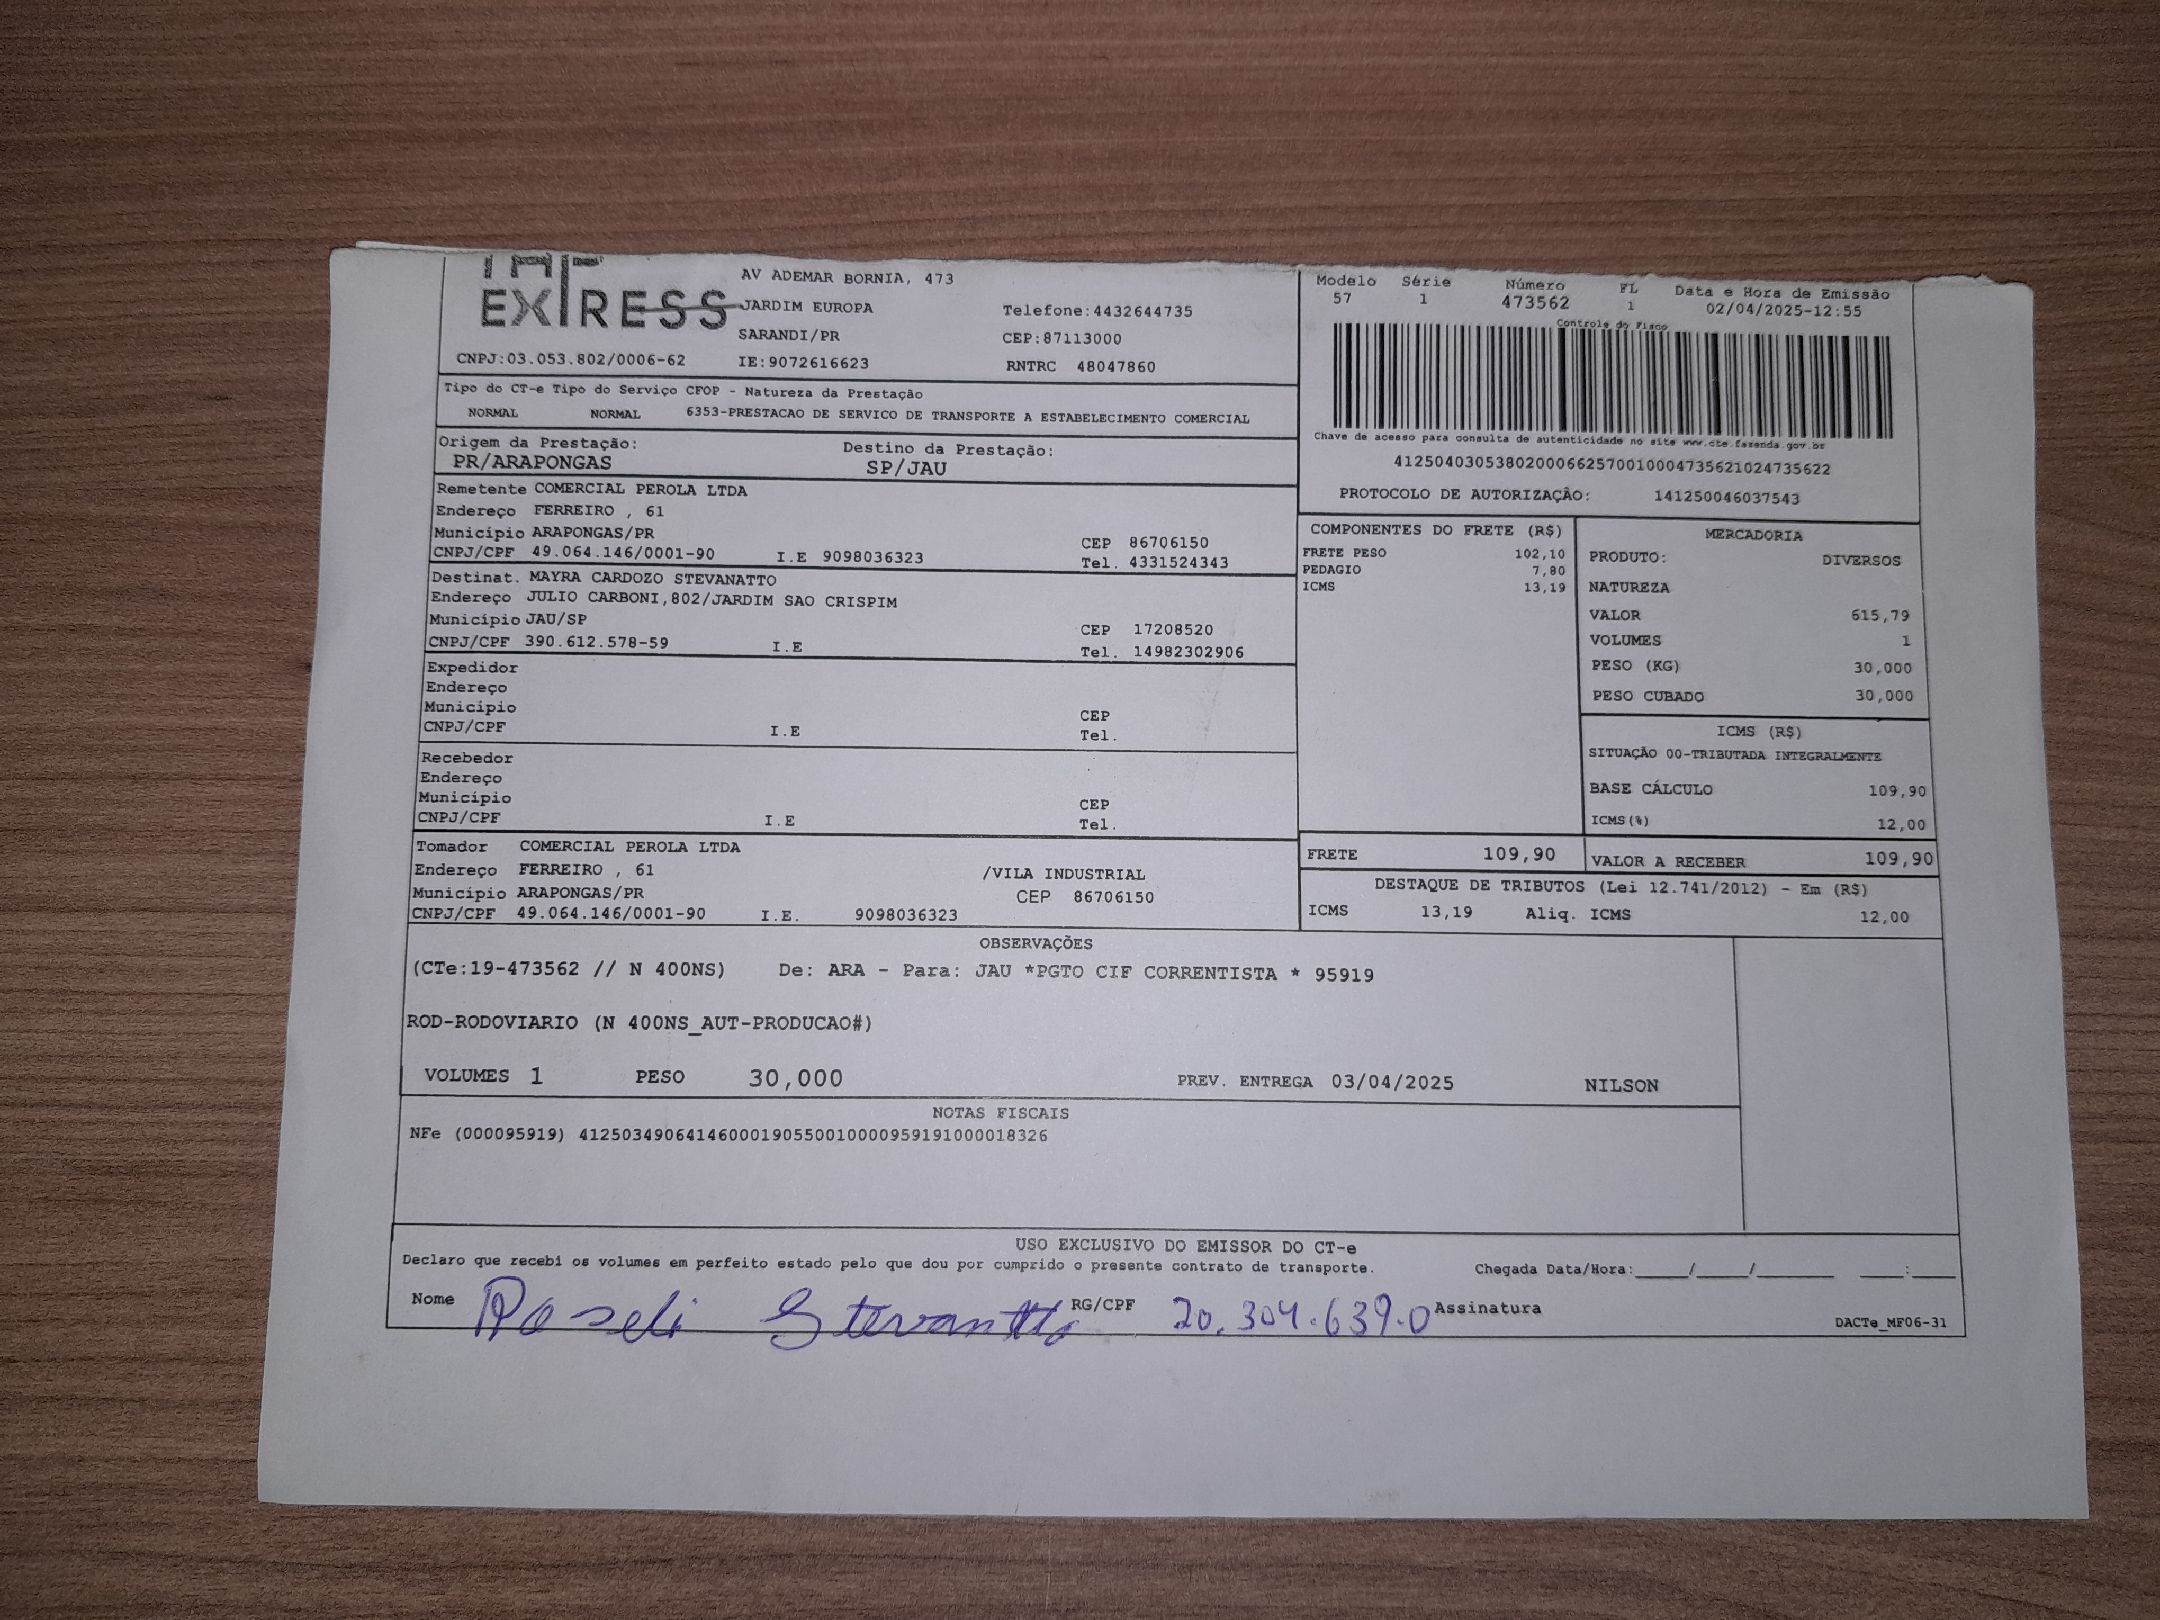 EXPRESS
AV ADEMAR BORNIA, 473
JARDIM EUROPA
Telefone:4432644735
SARANDI/PR
CEP:87113000
CNPJ:03.053.802/0006-62
IE:9072616623
RNTRC 48047860
Modelo Série Número FL Data e Hora de Emissão
57 1 473562 1 02/04/2025-12:55
Controle do Fisco
Chave de acesso para consulta de autenticidade no site www.cte.fazenda.gov.br
41250403053802000662570010004735621024735622
PROTOCOLO DE AUTORIZAÇÃO: 141250046037543
Tipo do CT-e Tipo do Serviço CFOP - Natureza da Prestação
NORMAL NORMAL 6353-PRESTACAO DE SERVICO DE TRANSPORTE A ESTABELECIMENTO COMERCIAL
Origem da Prestação: Destino da Prestação:
PR/ARAPONGAS SP/JAU
Remetente COMERCIAL PEROLA LTDA
Endereço FERREIRO , 61
Município ARAPONGAS/PR CEP 86706150
CNPJ/CPF 49.064.146/0001-90 I.E 9098036323 Tel. 4331524343
Destinat. MAYRA CARDOZO STEVANATTO
Endereço JULIO CARBONI,802/JARDIM SAO CRISPIM
Município JAU/SP CEP 17208520
CNPJ/CPF 390.612.578-59 I.E Tel. 14982302906
Expedidor
Endereço
Município CEP
CNPJ/CPF I.E Tel.
Recebedor
Endereço
Município CEP
CNPJ/CPF I.E Tel.
Tomador COMERCIAL PEROLA LTDA
Endereço FERREIRO , 61 /VILA INDUSTRIAL
Município ARAPONGAS/PR CEP 86706150
CNPJ/CPF 49.064.146/0001-90 I.E. 9098036323
COMPONENTES DO FRETE (R$)
FRETE PESO 102,10
PEDAGIO 7,80
ICMS 13,19
MERCADORIA
PRODUTO: DIVERSOS
NATUREZA
VALOR 615,79
VOLUMES 1
PESO (KG) 30,000
PESO CUBADO 30,000
ICMS (R$)
SITUAÇÃO 00-TRIBUTADA INTEGRALMENTE
BASE CÁLCULO 109,90
ICMS(%) 12,00
FRETE 109,90 VALOR A RECEBER 109,90
DESTAQUE DE TRIBUTOS (Lei 12.741/2012) - Em (R$)
ICMS 13,19 Aliq. ICMS 12,00
OBSERVAÇÕES
(CTe:19-473562 // N 400NS) De: ARA - Para: JAU *PGTO CIF CORRENTISTA * 95919
ROD-RODOVIARIO (N 400NS_AUT-PRODUCAO#)
VOLUMES 1 PESO 30,000 PREV. ENTREGA 03/04/2025 NILSON
NOTAS FISCAIS
NFe (000095919) 41250349064146000190550010000959191000018326
USO EXCLUSIVO DO EMISSOR DO CT-e
Declaro que recebi os volumes em perfeito estado pelo que dou por cumprido o presente contrato de transporte. Chegada Data/Hora:____/____/______ ___:___
Nome Roseli Stevanatto RG/CPF 20.304.639.0 Assinatura
DACTe_MF06-31